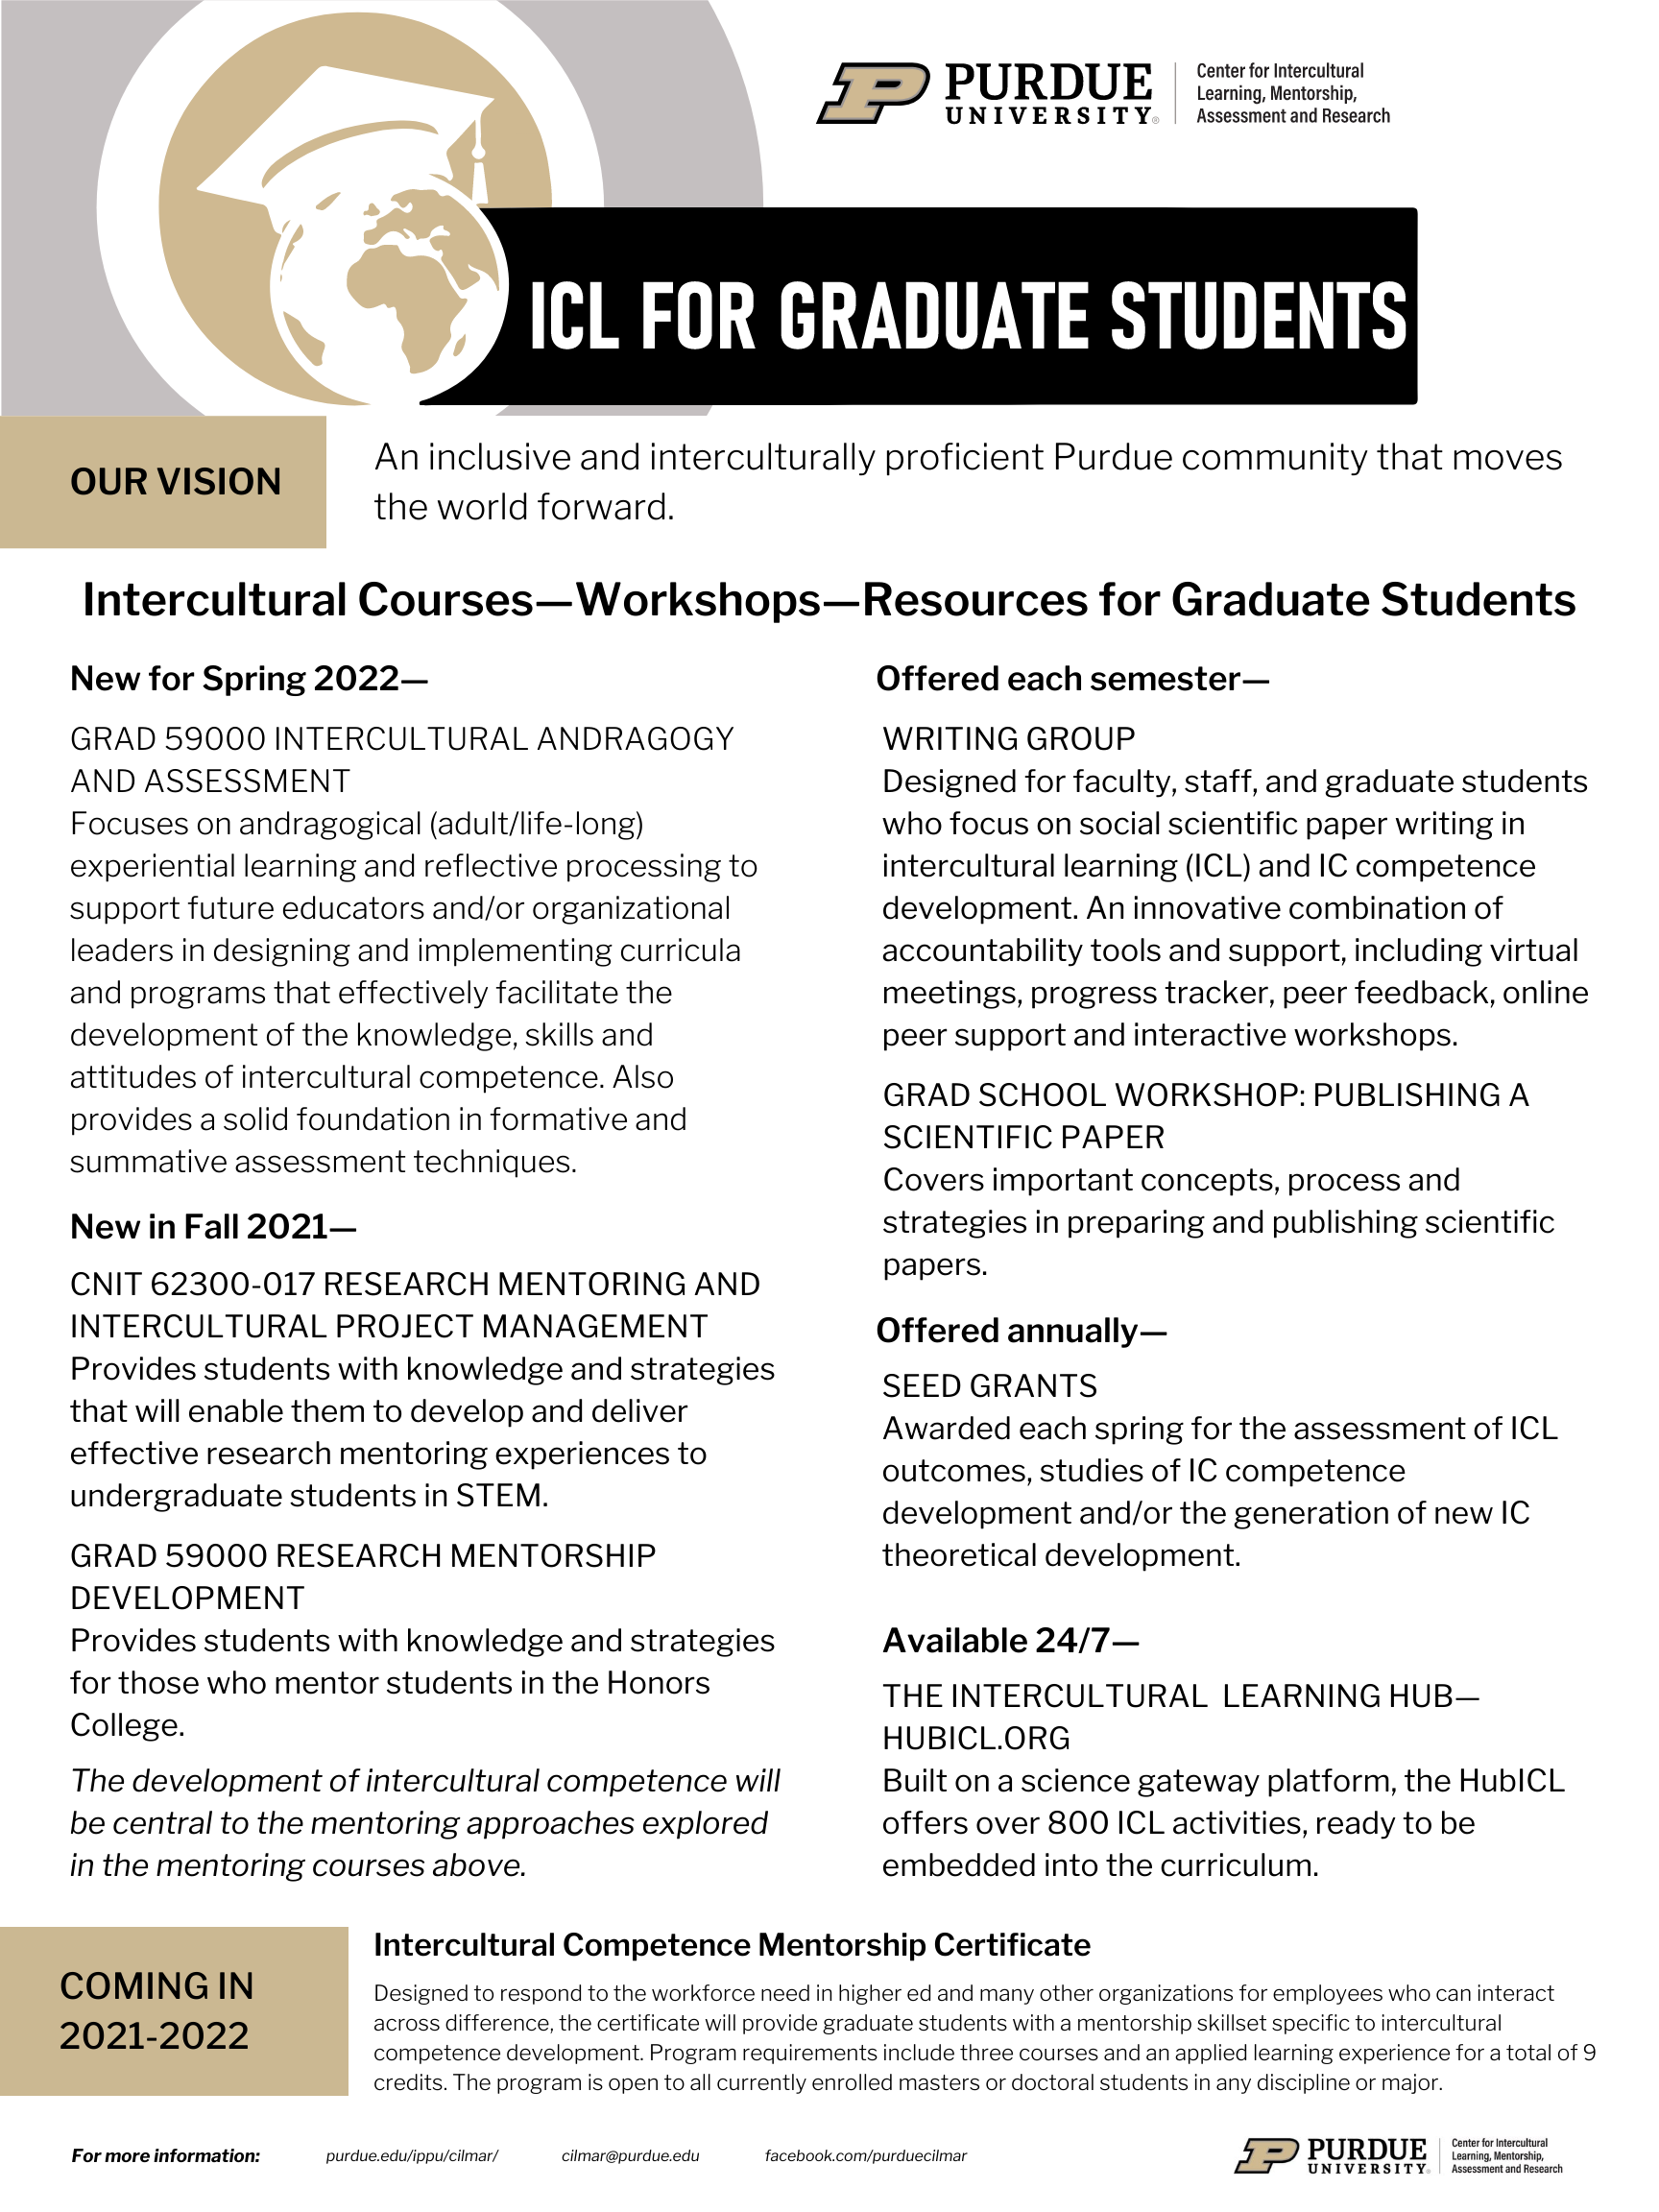 PURDUE
UNIVERSITY®
Center for Intercultural
Learning, Mentorship,
Assessment and Research
ICL FOR GRADUATE STUDENTS
OUR VISION
An inclusive and interculturally proficient Purdue community that moves
the world forward.
Intercultural Courses—Workshops—Resources for Graduate Students
New for Spring 2022—
GRAD 59000 INTERCULTURAL ANDRAGOGY
AND ASSESSMENT
Focuses on andragogical (adult/life-long)
experiential learning and reflective processing to
support future educators and/or organizational
leaders in designing and implementing curricula
and programs that effectively facilitate the
development of the knowledge, skills and
attitudes of intercultural competence. Also
provides a solid foundation in formative and
summative assessment techniques.
New in Fall 2021—
CNIT 62300-017 RESEARCH MENTORING AND
INTERCULTURAL PROJECT MANAGEMENT
Provides students with knowledge and strategies
that will enable them to develop and deliver
effective research mentoring experiences to
undergraduate students in STEM.
GRAD 59000 RESEARCH MENTORSHIP
DEVELOPMENT
Provides students with knowledge and strategies
for those who mentor students in the Honors
College.
The development of intercultural competence will
be central to the mentoring approaches explored
in the mentoring courses above.
Offered each semester—
WRITING GROUP
Designed for faculty, staff, and graduate students
who focus on social scientific paper writing in
intercultural learning (ICL) and IC competence
development. An innovative combination of
accountability tools and support, including virtual
meetings, progress tracker, peer feedback, online
peer support and interactive workshops.
GRAD SCHOOL WORKSHOP: PUBLISHING A
SCIENTIFIC PAPER
Covers important concepts, process and
strategies in preparing and publishing scientific
papers.
Offered annually—
SEED GRANTS
Awarded each spring for the assessment of ICL
outcomes, studies of IC competence
development and/or the generation of new IC
theoretical development.
Available 24/7—
THE INTERCULTURAL LEARNING HUB—
HUBICL.ORG
Built on a science gateway platform, the HubICL
offers over 800 ICL activities, ready to be
embedded into the curriculum.
COMING IN
2021-2022
Intercultural Competence Mentorship Certificate
Designed to respond to the workforce need in higher ed and many other organizations for employees who can interact
across difference, the certificate will provide graduate students with a mentorship skillset specific to intercultural
competence development. Program requirements include three courses and an applied learning experience for a total of 9
credits. The program is open to all currently enrolled masters or doctoral students in any discipline or major.
For more information: purdue.edu/ippu/cilmar/ cilmar@purdue.edu facebook.com/purduecilmar
PURDUE
UNIVERSITY®
Center for Intercultural
Learning, Mentorship,
Assessment and Research